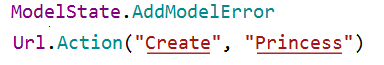 ModelState.AddModelError
Url.Action("Create", "Princess")